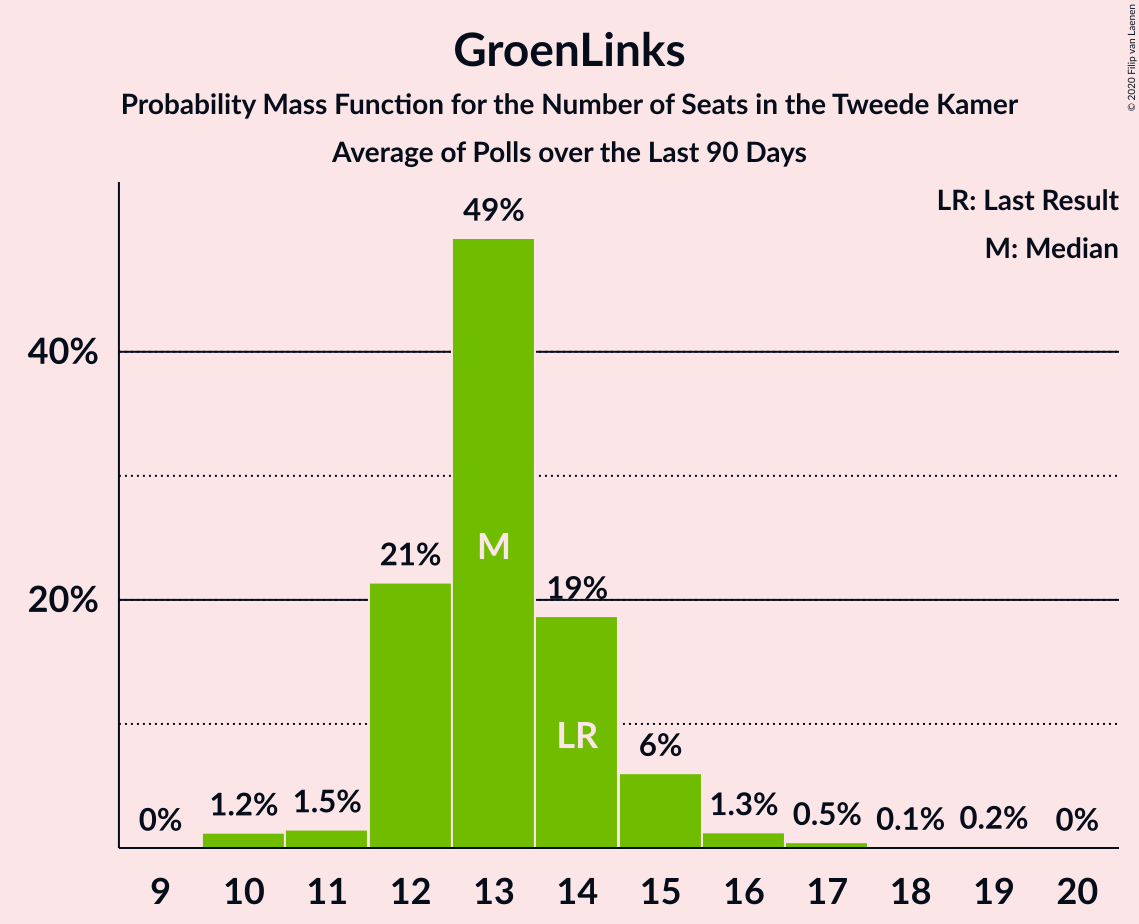 GroenLinks
Probability Mass Function for the Number of Seats in the Tweede Kamer
Average of Polls over the Last 90 Days
© 2020 Filip van Laenen
LR: Last Result
M: Median
49%
40%
M
21%
19%
20%
LR
6%
0%
1.2%
1.5%
1.3%
0.5%
0.1%
0.2%
0%
9 10 11 12 13 14 15 16 17 18 19 20